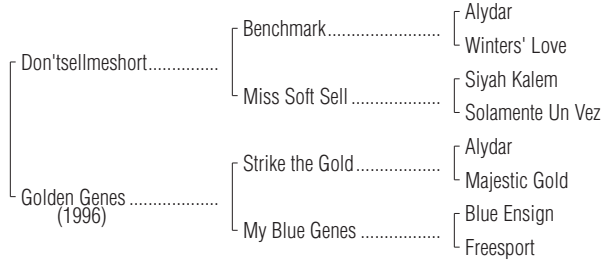 Alydar
Benchmark..........................
Winters' Love
Don'tsellmeshort................
Siyah Kalem
Miss Soft Sell .....................
Solamente Un Vez
Alydar
Strike the Gold....................
Majestic Gold
Golden Genes .....................
(1996)
Blue Ensign
My Blue Genes ...................
Freesport